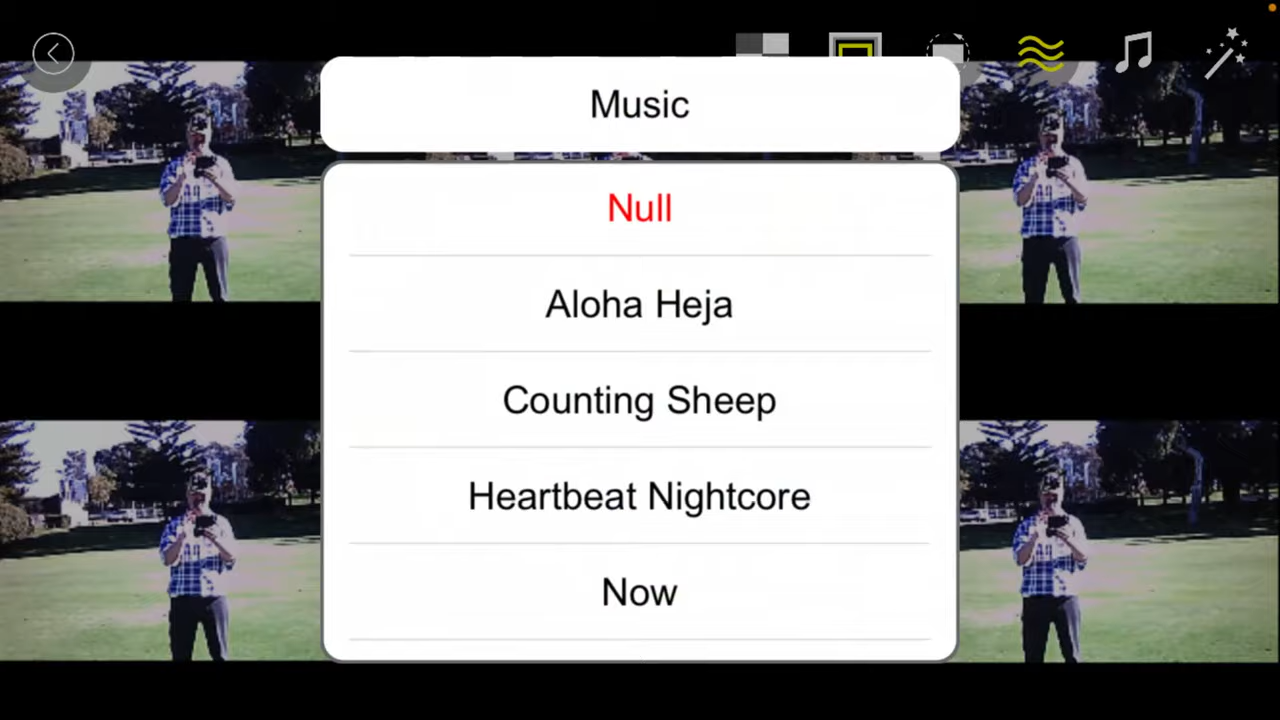 Music
Null
Aloha Heja
Counting Sheep
Heartbeat Nightcore
Now